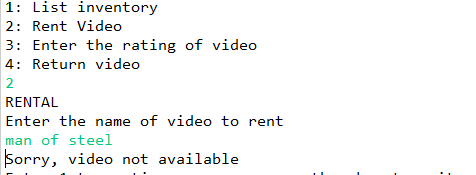 1: List inventory
2: Rent Video
3: Enter the rating of video
4: Return video
2
RENTAL
Enter the name of video to rent
man of steel
Sorry, video not available